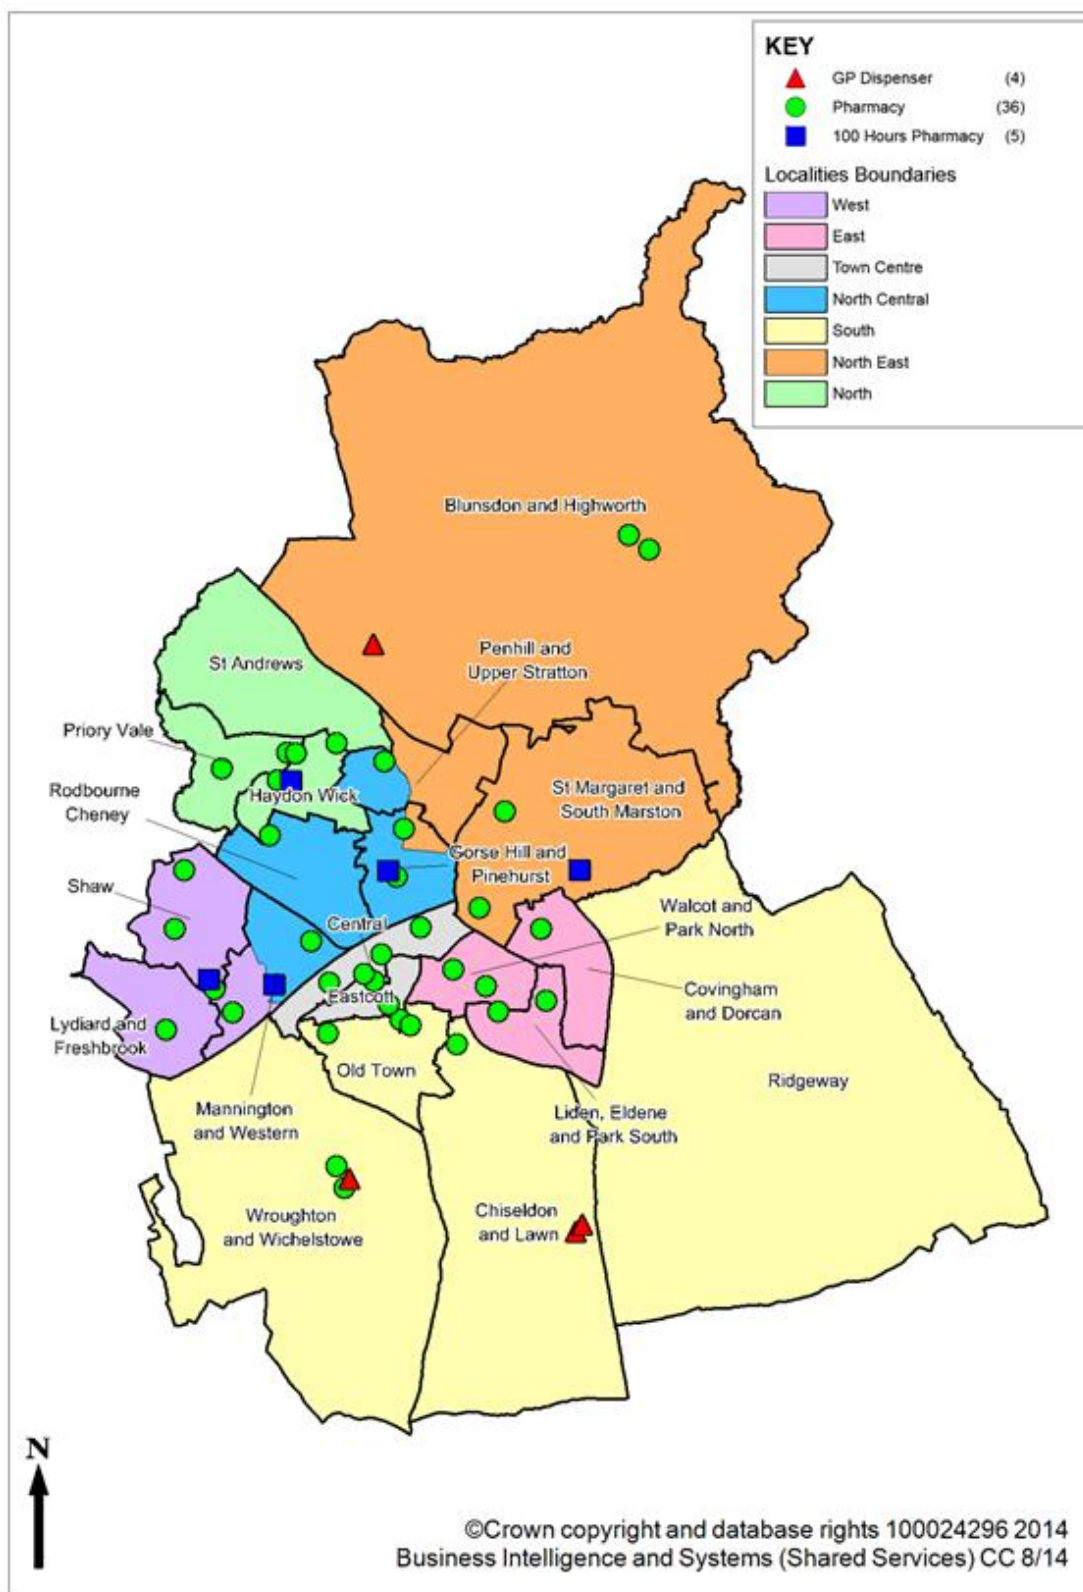 KEY
GP Dispenser (4)
Pharmacy (36)
100 Hours Pharmacy (5)
Localities Boundaries
West
East
Town Centre
North Central
South
North East
North
Blunsdon and Highworth
Penhill and
Upper Stratton
St Andrews
Priory Vale
Haydon Wick
Rodbourne
Cheney
St Margaret and
South Marston
Gorse Hill and
Pinehurst
Shaw
Central
Walcot and
Park North
Eastcott
Covingham
and Dorcan
Lydiard and
Freshbrook
Old Town
Ridgeway
Mannington
and Western
Liden, Eldene
and Park South
Wroughton
and Wichelstowe
Chiseldon
and Lawn
N
©Crown copyright and database rights 100024296 2014
Business Intelligence and Systems (Shared Services) CC 8/14